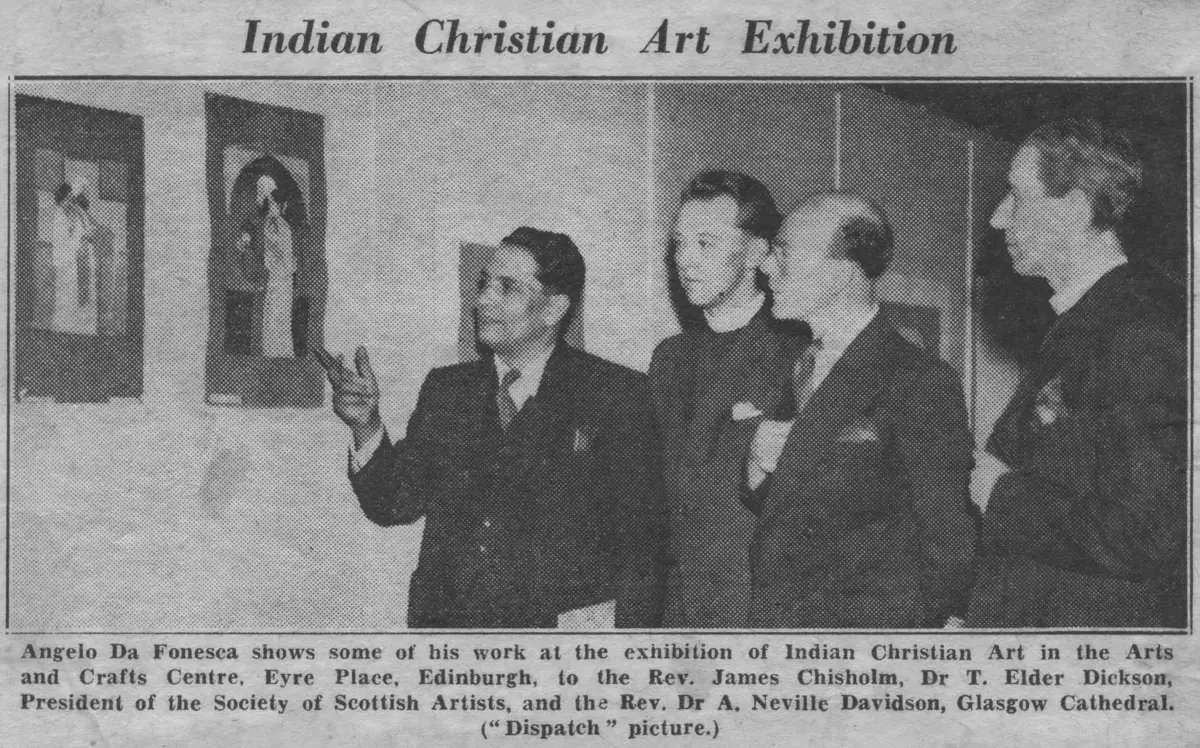 Indian Christian Art Exhibition
Angelo Da Fonesca shows some of his work at the exhibition of Indian Christian Art in the Arts
and Crafts Centre, Eyre Place, Edinburgh, to the Rev. James Chisholm, Dr T. Elder Dickson,
President of the Society of Scottish Artists, and the Rev. Dr A. Neville Davidson, Glasgow Cathedral.
(“Dispatch” picture.)